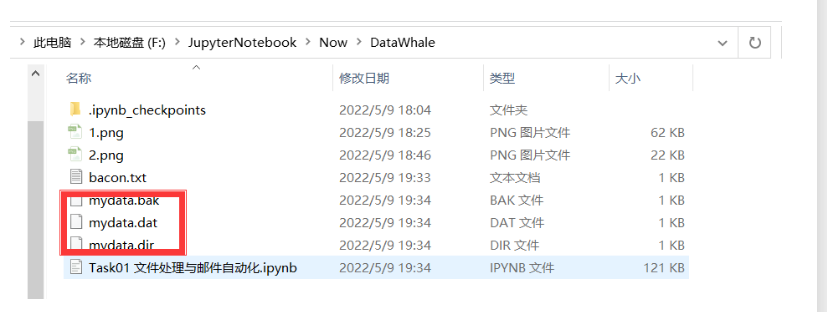 此电脑 > 本地磁盘 (F:) > JupyterNotebook > Now > DataWhale
名称 修改日期 类型 大小
.ipynb_checkpoints 2022/5/9 18:04 文件夹
1.png 2022/5/9 18:25 PNG 图片文件 62 KB
2.png 2022/5/9 18:46 PNG 图片文件 22 KB
bacon.txt 2022/5/9 19:33 文本文档 1 KB
mydata.bak 2022/5/9 19:34 BAK 文件 1 KB
mydata.dat 2022/5/9 19:34 DAT 文件 1 KB
mydata.dir 2022/5/9 19:34 DIR 文件 1 KB
Task01 文件处理与邮件自动化.ipynb 2022/5/9 19:34 IPYNB 文件 121 KB